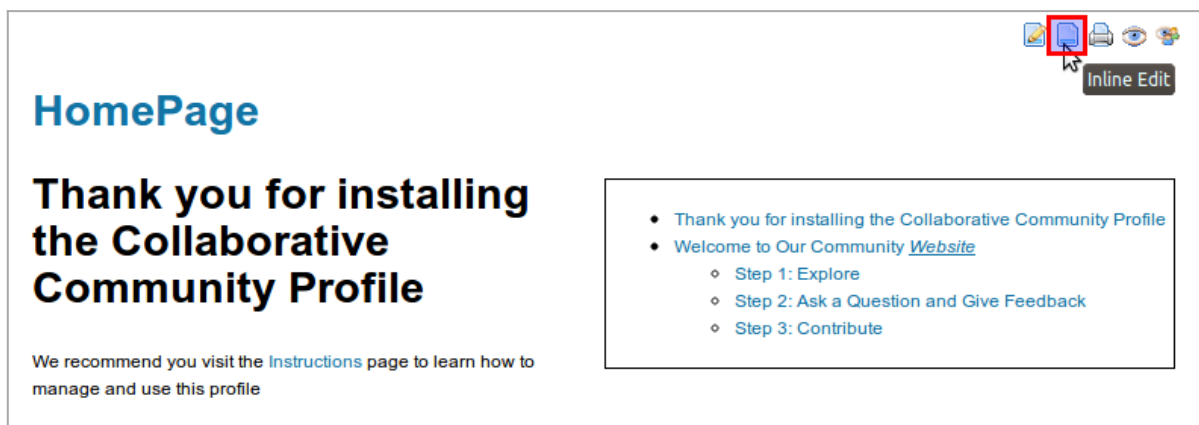 Inline Edit
HomePage
Thank you for installing
the Collaborative
Community Profile
We recommend you visit the Instructions page to learn how to
manage and use this profile
Thank you for installing the Collaborative Community Profile
Welcome to Our Community Website
Step 1: Explore
Step 2: Ask a Question and Give Feedback
Step 3: Contribute